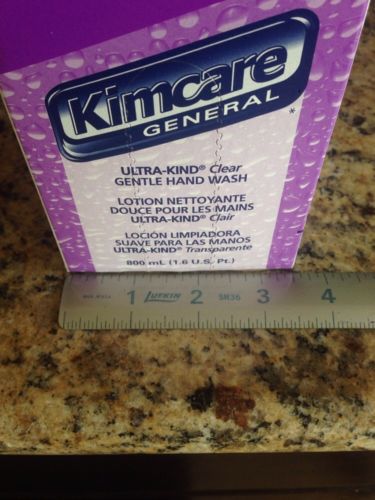 Kimcare
GENERAL*
ULTRA-KIND® Clear
GENTLE HAND WASH
LOTION NETTOYANTE
DOUCE POUR LES MAINS
ULTRA-KIND® Clair
LOCIÓN LIMPIADORA
SUAVE PARA LAS MANOS
ULTRA-KIND® Transparente
800 mL (1.6 U.S. Pt.)
1 LUFKIN 2 SR36 3 4